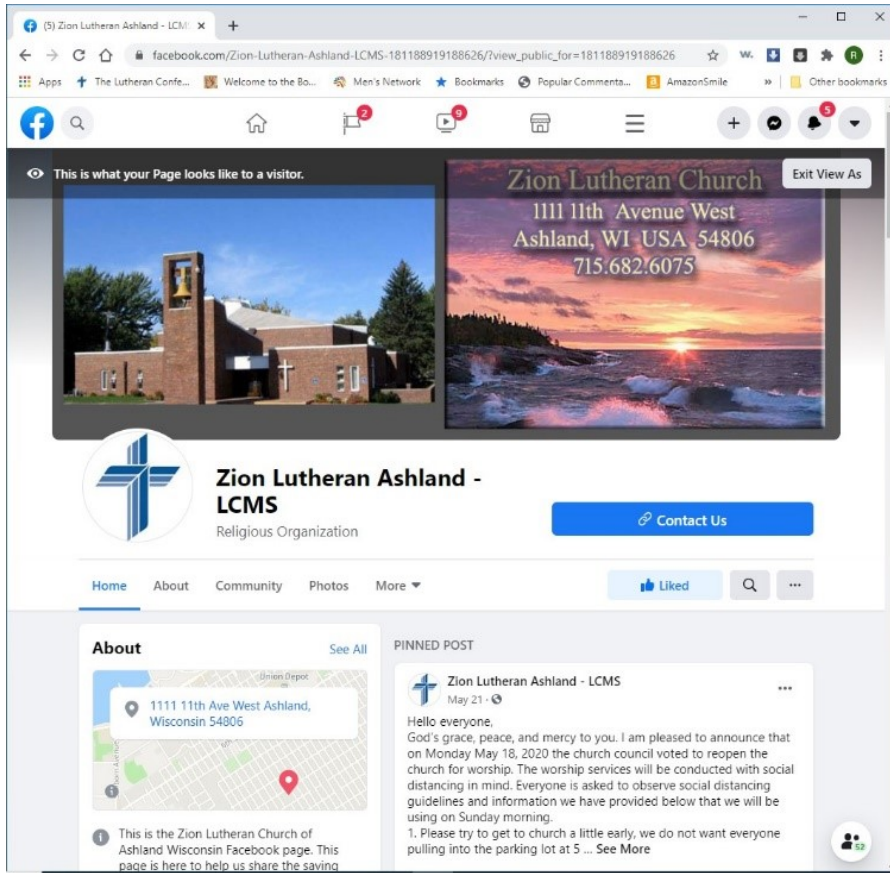 (5) Zion Lutheran Ashland - LCM
facebook.com/Zion-Lutheran-Ashland-LCMS-181188919188626/?view_public_for=181188919188626
W.
R
Apps The Lutheran Confe... Welcome to the Bo... Men's Network Bookmarks Popular Commenta... AmazonSmile » Other bookmarks
2
9
5
This is what your Page looks like to a visitor.
Exit View As
Zion Lutheran Church
1111 11th Avenue West
Ashland, WI USA 54806
715.682.6075
Zion Lutheran Ashland -
LCMS
Religious Organization
Contact Us
Home About Community Photos More
Liked
About
See All
Union Depot
1111 11th Ave West Ashland,
Wisconsin 54806
This is the Zion Lutheran Church of
Ashland Wisconsin Facebook page. This
page is here to help us share the saving
PINNED POST
Zion Lutheran Ashland - LCMS
May 21 ·
Hello everyone,
God's grace, peace, and mercy to you. I am pleased to announce that
on Monday May 18, 2020 the church council voted to reopen the
church for worship. The worship services will be conducted with social
distancing in mind. Everyone is asked to observe social distancing
guidelines and information we have provided below that we will be
using on Sunday morning.
1. Please try to get to church a little early, we do not want everyone
pulling into the parking lot at 5 ... See More
52